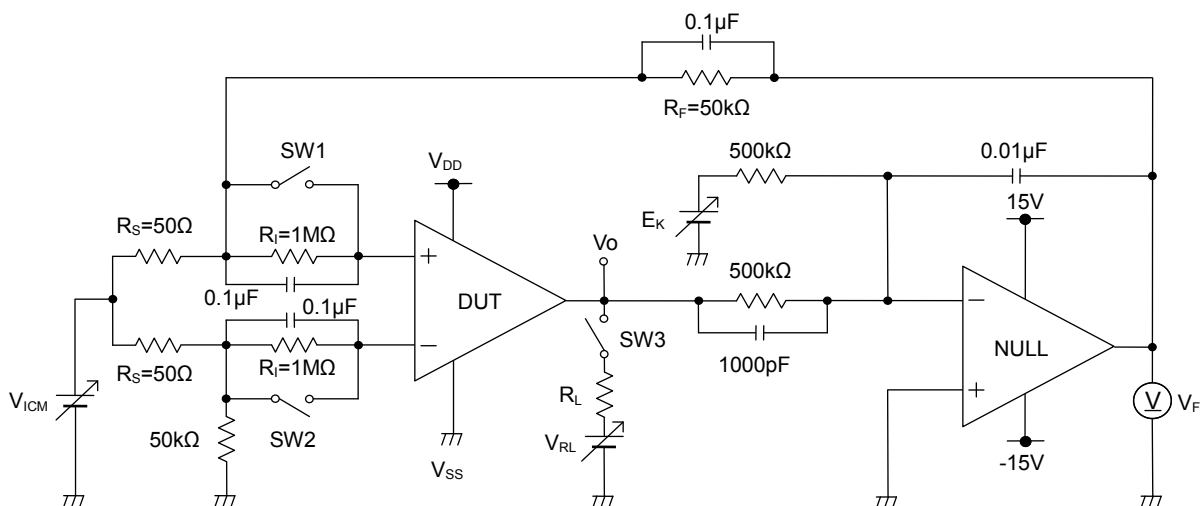 0.1μF
R_F=50kΩ
SW1
V_DD
500kΩ
0.01μF
15V
R_S=50Ω
R_I=1MΩ
E_K
Vo
+
0.1μF
0.1μF
DUT
500kΩ
−
NULL
R_S=50Ω
R_I=1MΩ
−
SW3
1000pF
+
V_ICM
SW2
R_L
V
V_F
50kΩ
V_SS
V_RL
-15V